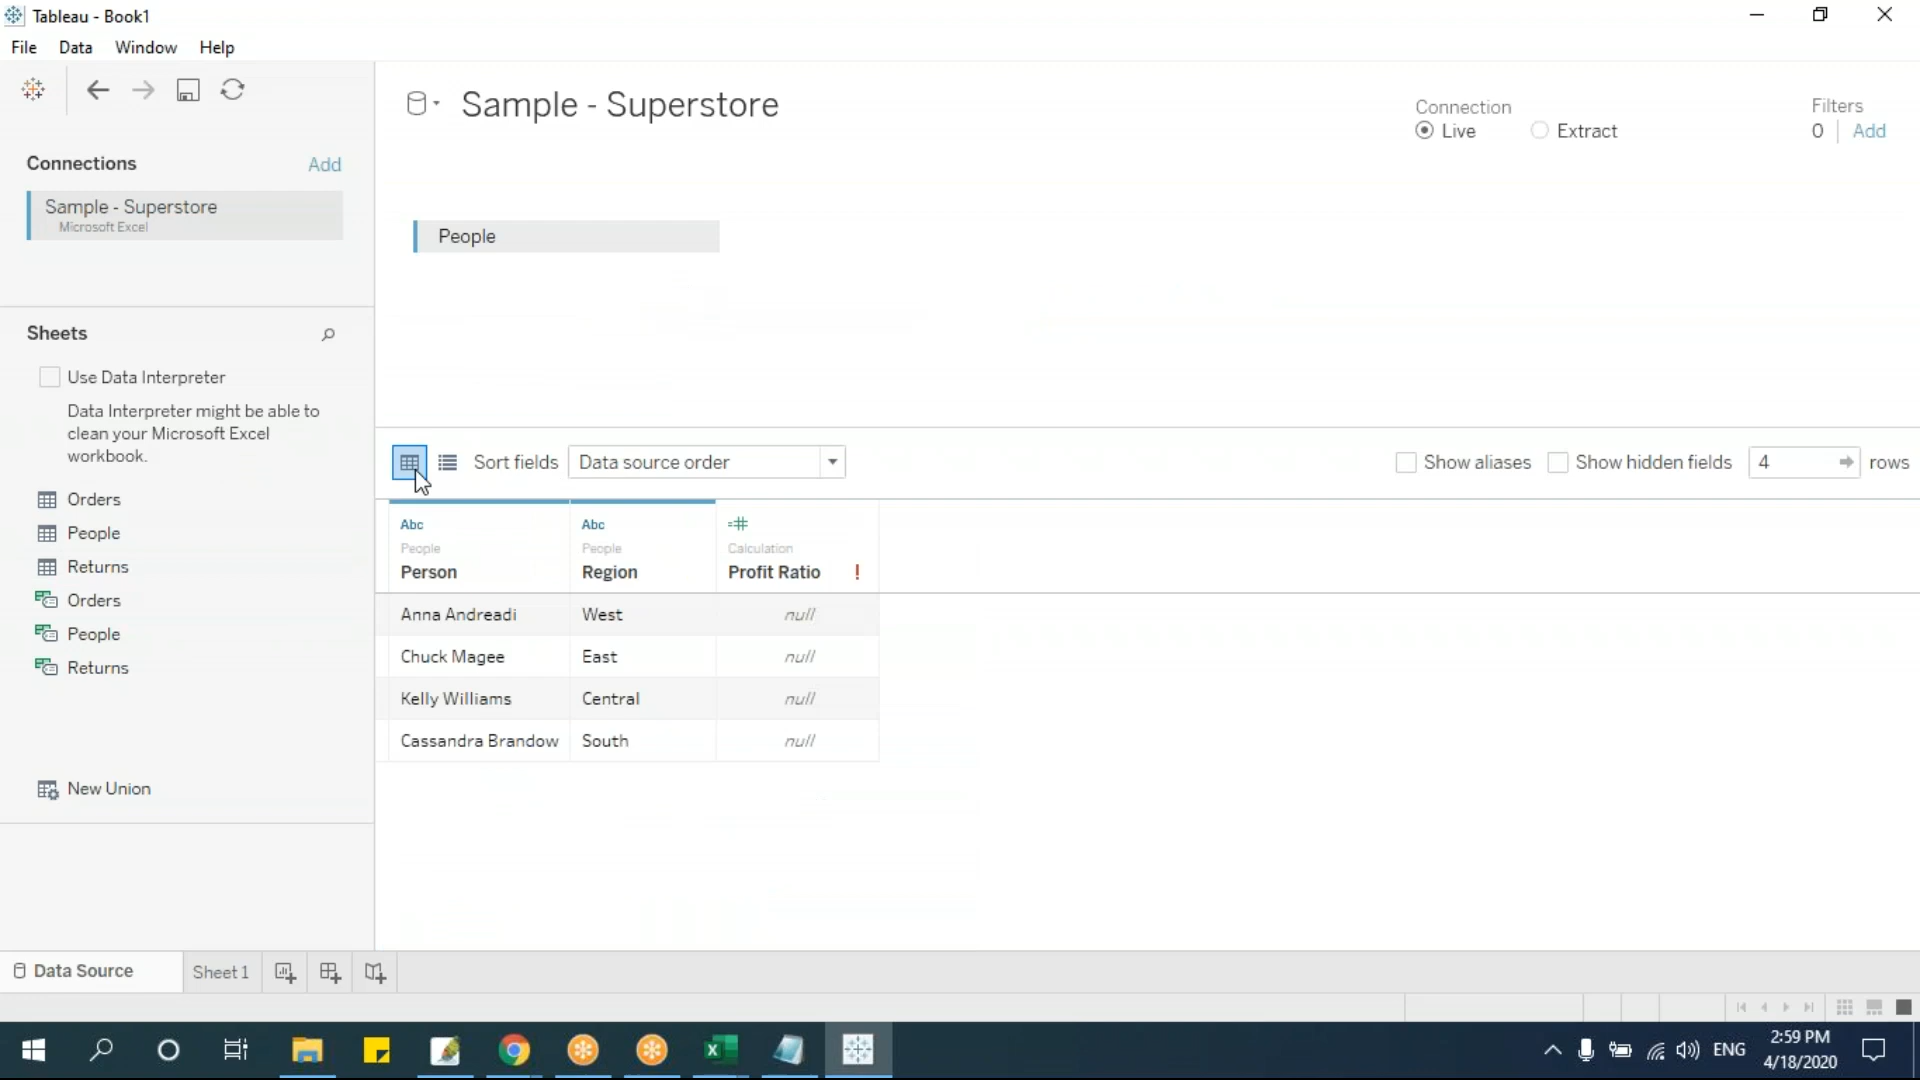 Tableau - Book1
File Data Window Help
Sample - Superstore
Connection
Live Extract
Filters
0 Add
Connections Add
Sample - Superstore
Microsoft Excel
People
Sheets
Use Data Interpreter
Data Interpreter might be able to
clean your Microsoft Excel
workbook.
Orders
People
Returns
Orders
People
Returns
New Union
Sort fields Data source order Show aliases Show hidden fields 4 rows
Abc Abc =#
People People Calculation
Person Region Profit Ratio !
Anna Andreadi West null
Chuck Magee East null
Kelly Williams Central null
Cassandra Brandow South null
Data Source Sheet 1
ENG
2:59 PM
4/18/2020